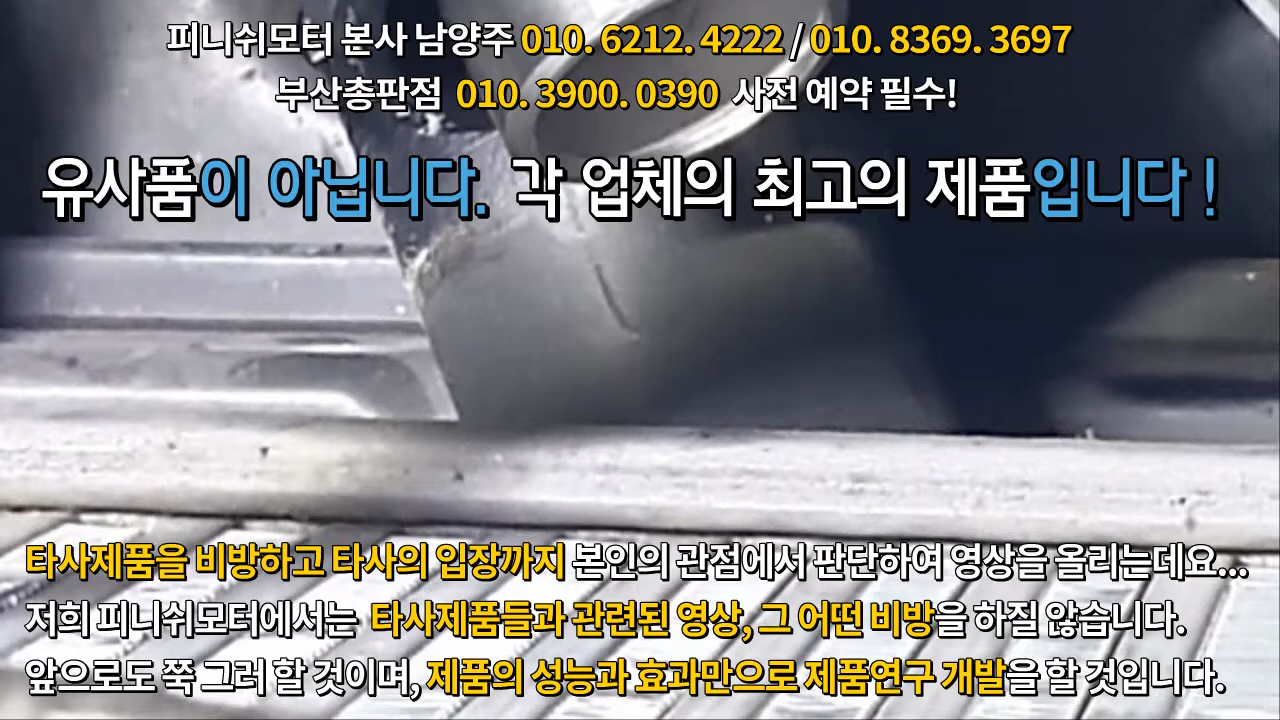 피니쉬모터 본사 남양주 010. 6212. 4222 / 010. 8369. 3697
부산총판점 010. 3900. 0390 사전 예약 필수!
유사품이 아닙니다. 각 업체의 최고의 제품입니다 !
타사제품을 비방하고 타사의 입장까지 본인의 관점에서 판단하여 영상을 올리는데요...
저희 피니쉬모터에서는 타사제품들과 관련된 영상, 그 어떤 비방을 하질 않습니다.
앞으로도 쭉 그러 할 것이며, 제품의 성능과 효과만으로 제품연구 개발을 할 것입니다.